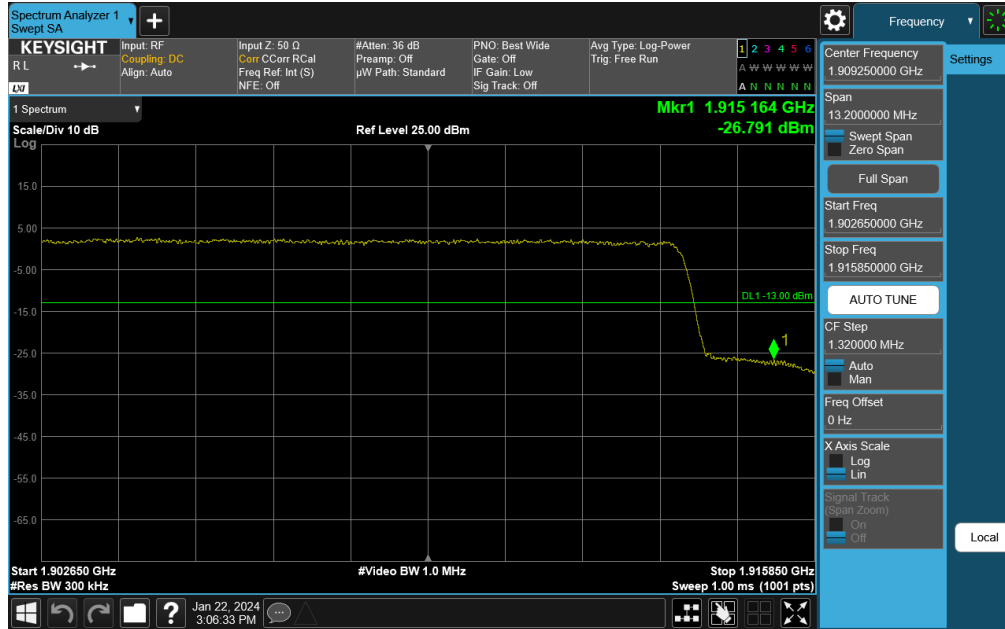 Spectrum Analyzer 1
Swept SA
Frequency
KEYSIGHT
R L
LXI
Input: RF
Coupling: DC
Align: Auto
Input Z: 50 Ω
Corr CCorr RCal
Freq Ref: Int (S)
NFE: Off
#Atten: 36 dB
Preamp: Off
µW Path: Standard
PNO: Best Wide
Gate: Off
IF Gain: Low
Sig Track: Off
Avg Type: Log-Power
Trig: Free Run
1 2 3 4 5 6
A W W W W W
A N N N N N
1 Spectrum
Mkr1 1.915 164 GHz
Scale/Div 10 dB
Ref Level 25.00 dBm
-26.791 dBm
Log
15.0
5.00
-5.00
DL1 -13.00 dBm
-15.0
1
-25.0
-35.0
-45.0
-55.0
-65.0
Start 1.902650 GHz
#Video BW 1.0 MHz
Stop 1.915850 GHz
#Res BW 300 kHz
Sweep 1.00 ms (1001 pts)
Center Frequency
1.909250000 GHz
Settings
Span
13.2000000 MHz
Swept Span
Zero Span
Full Span
Start Freq
1.902650000 GHz
Stop Freq
1.915850000 GHz
AUTO TUNE
CF Step
1.320000 MHz
Auto
Man
Freq Offset
0 Hz
X Axis Scale
Log
Lin
Signal Track
(Span Zoom)
On
Off
Local
?
Jan 22, 2024
3:06:33 PM